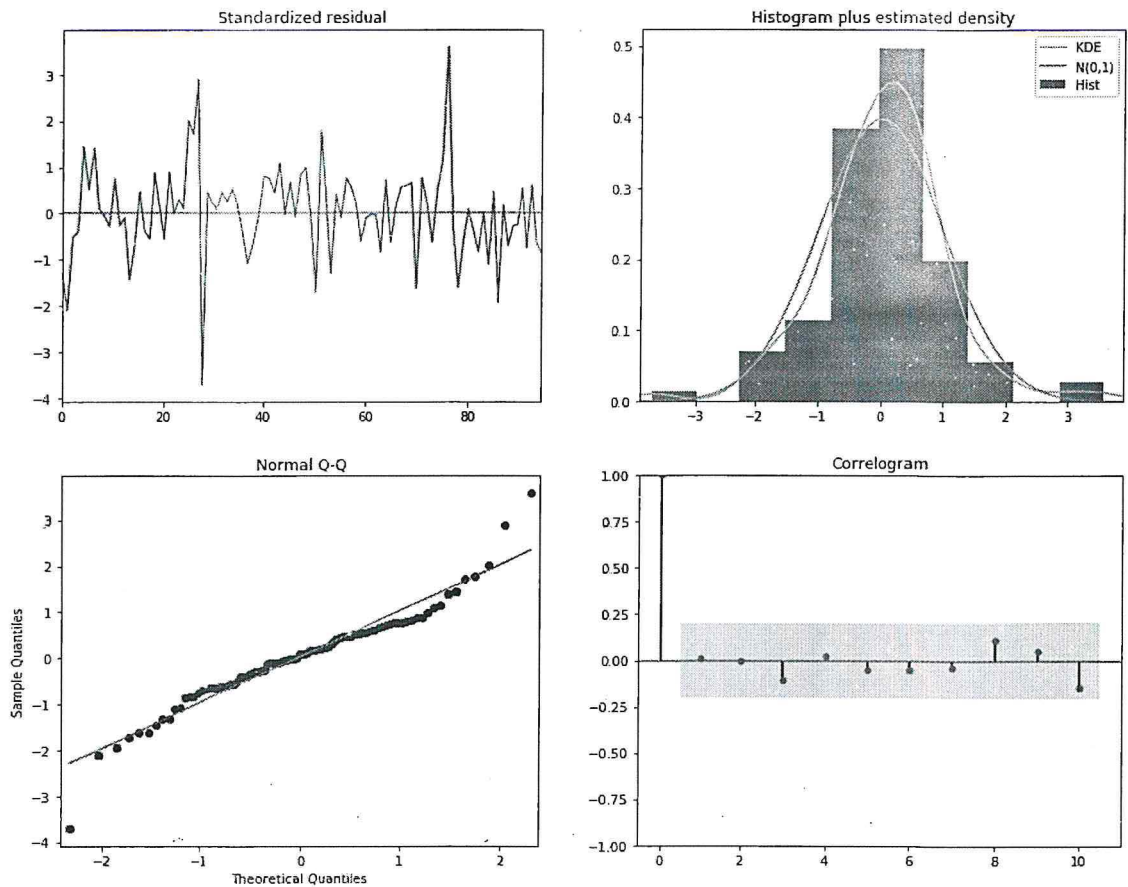 Standardized residual
3
2
1
0
−1
−2
−3
−4
0 20 40 60 80
Histogram plus estimated density
KDE
N(0,1)
Hist
0.5
0.4
0.3
0.2
0.1
0.0
−3 −2 −1 0 1 2 3
Normal Q-Q
Sample Quantiles
3
2
1
0
−1
−2
−3
−4
−2 −1 0 1 2
Theoretical Quantiles
Correlogram
1.00
0.75
0.50
0.25
0.00
−0.25
−0.50
−0.75
−1.00
0 2 4 6 8 10